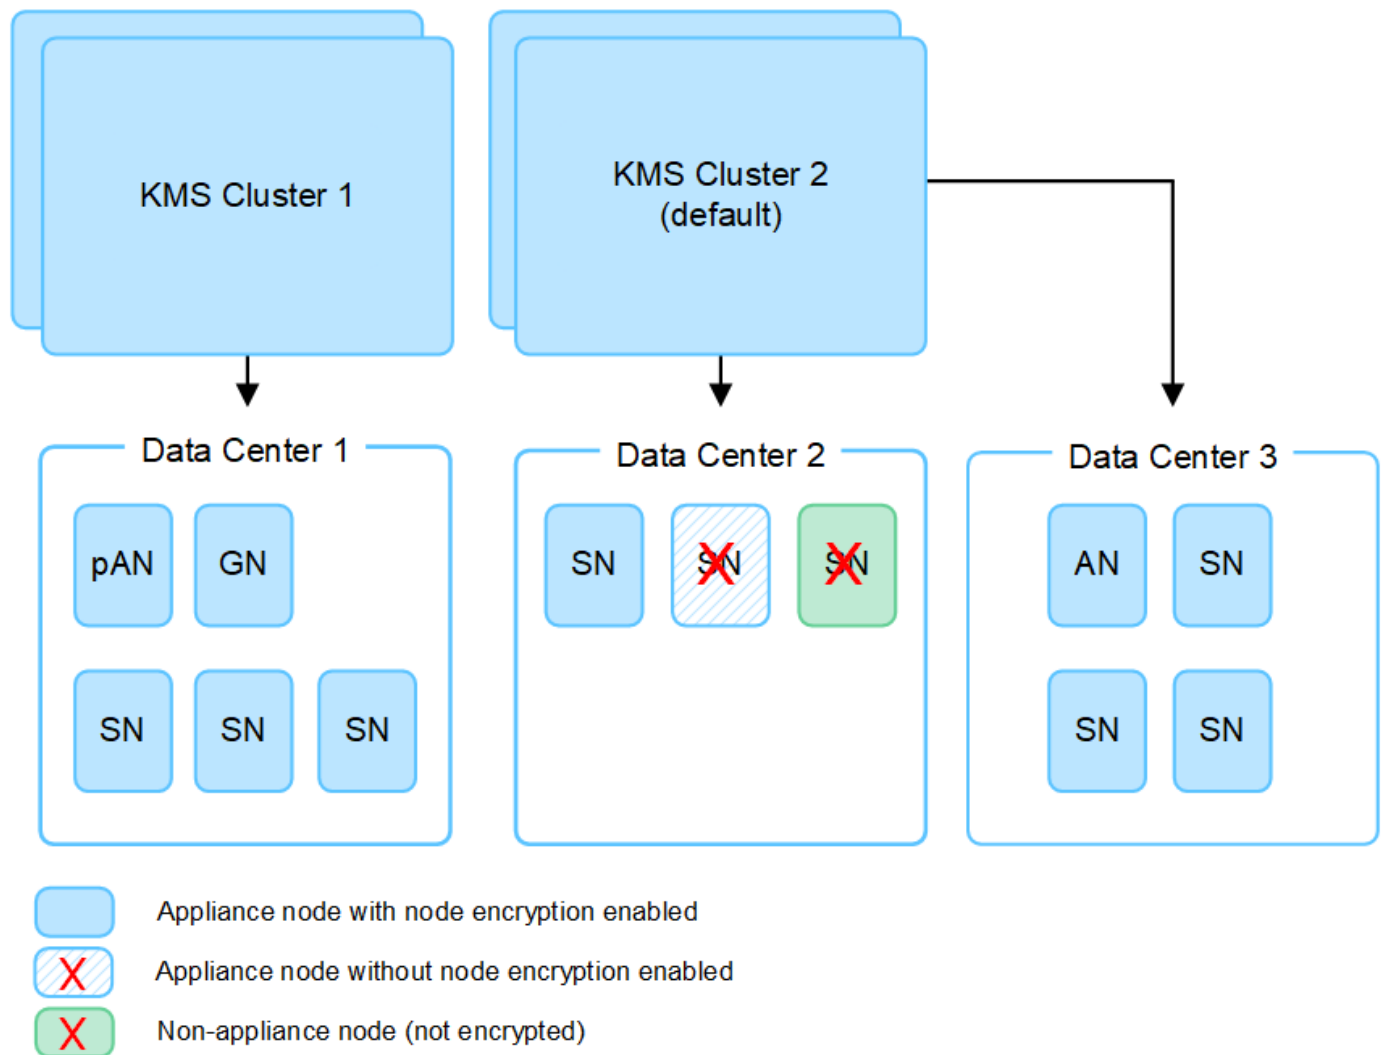 KMS Cluster 1
KMS Cluster 2
(default)
Data Center 1
pAN
GN
SN
SN
SN
Data Center 2
SN
SN
SN
Data Center 3
AN
SN
SN
SN
Appliance node with node encryption enabled
X
Appliance node without node encryption enabled
X
Non-appliance node (not encrypted)